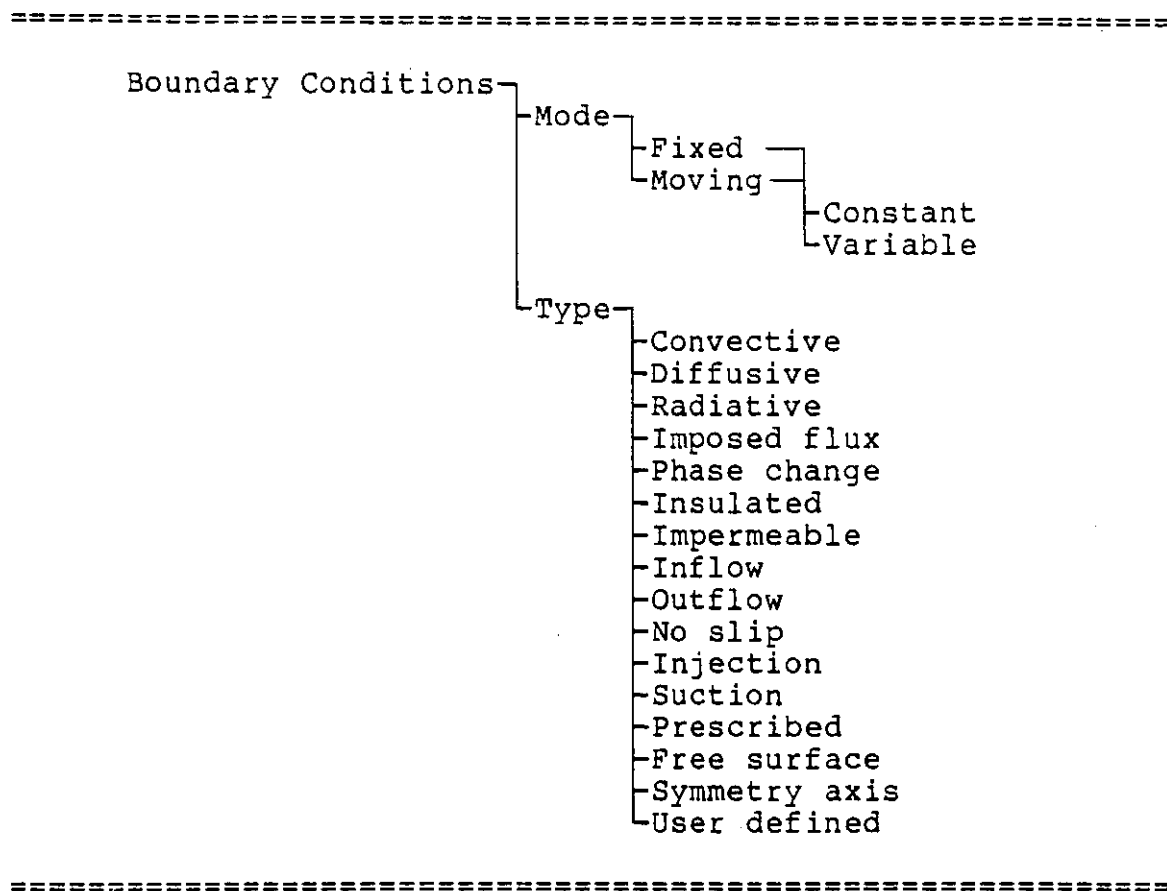 Boundary Conditions
Mode
Fixed
Moving
Constant
Variable
Type
Convective
Diffusive
Radiative
Imposed flux
Phase change
Insulated
Impermeable
Inflow
Outflow
No slip
Injection
Suction
Prescribed
Free surface
Symmetry axis
User defined